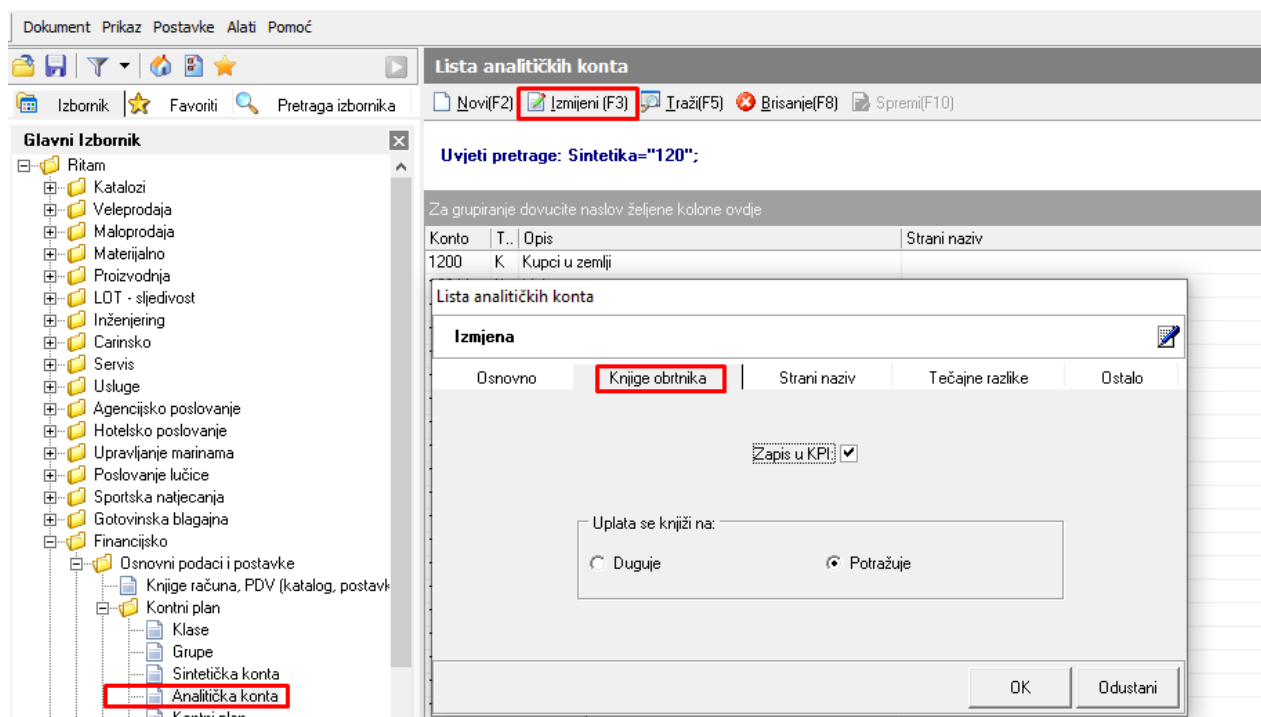 Dokument Prikaz Postavke Alati Pomoć
Izbornik Favoriti Pretraga izbornika
Glavni Izbornik
Ritam
Katalozi
Veleprodaja
Maloprodaja
Materijalno
Proizvodnja
LOT - sljedivost
Inženjering
Carinsko
Servis
Usluge
Agencijsko poslovanje
Hotelsko poslovanje
Upravljanje marinama
Poslovanje lučice
Sportska natjecanja
Gotovinska blagajna
Financijsko
Osnovni podaci i postavke
Knjige računa, PDV (katalog, postavk
Kontni plan
Klase
Grupe
Sintetička konta
Analitička konta
Kontni plan
Lista analitičkih konta
Novi(F2) Izmijeni (F3) Traži(F5) Brisanje(F8) Spremi(F10)
Uvjeti pretrage: Sintetika="120";
Za grupiranje dovucite naslov željene kolone ovdje
Konto T.. Opis Strani naziv
1200 K Kupci u zemlji
Lista analitičkih konta
Izmjena
Osnovno Knjige obrtnika Strani naziv Tečajne razlike Ostalo
Zapis u KPI:
Uplata se knjiži na:
Duguje Potražuje
OK Odustani